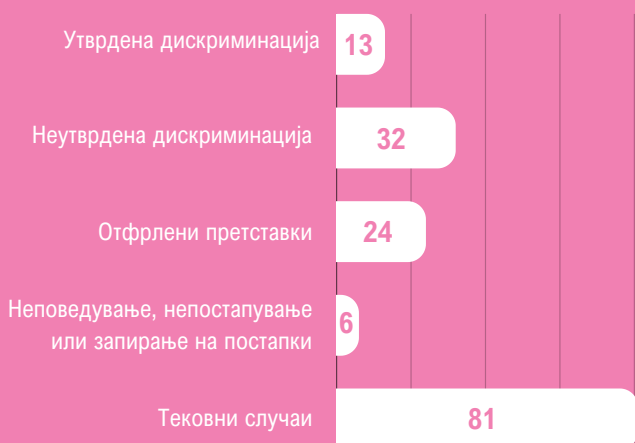 Утврдена дискриминација
13
Неутврдена дискриминација
32
Отфрлени претставки
24
Неповедување, непостапување
или запирање на постапки
6
Тековни случаи
81